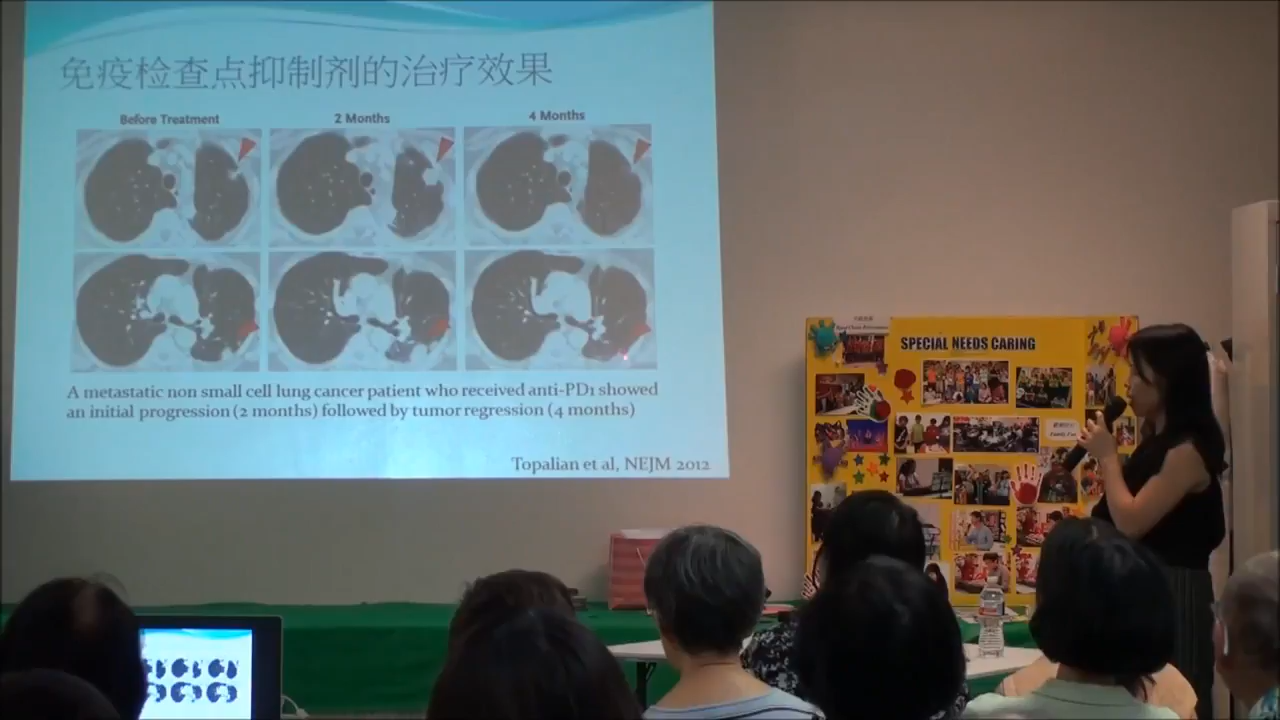 免疫检查点抑制剂的治疗效果
Before Treatment
2 Months
4 Months
A metastatic non small cell lung cancer patient who received anti-PD1 showed
an initial progression (2 months) followed by tumor regression (4 months)
Topalian et al, NEJM 2012
SPECIAL NEEDS CARING